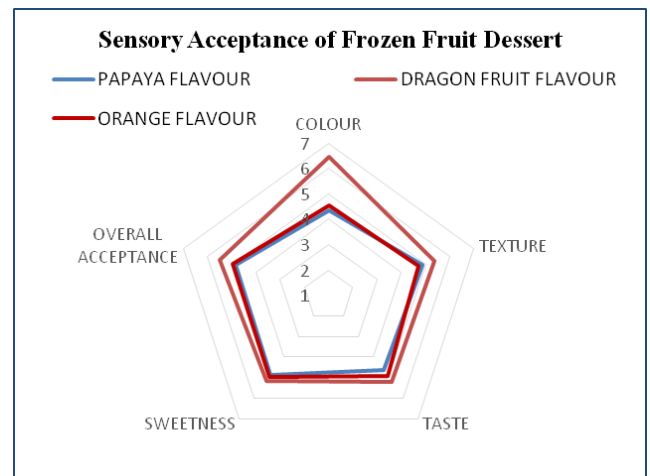 Sensory Acceptance of Frozen Fruit Dessert
PAPAYA FLAVOUR
DRAGON FRUIT FLAVOUR
ORANGE FLAVOUR
COLOUR
7
6
5
4
3
2
1
TEXTURE
TASTE
SWEETNESS
OVERALL
ACCEPTANCE